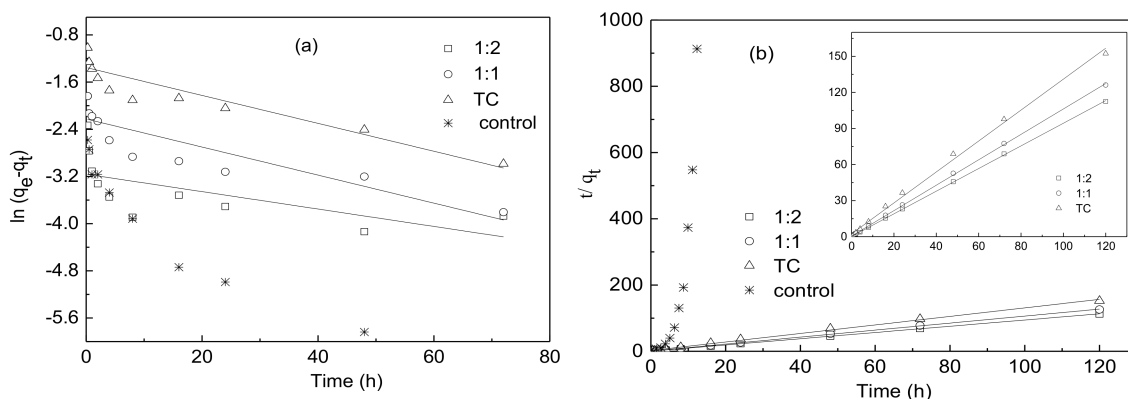 (a)
1:2
1:1
TC
control
-0.8
-1.6
-2.4
-3.2
-4.0
-4.8
-5.6
ln (qe-qt)
0 20 40 60 80
Time (h)
(b)
1:2
1:1
TC
control
1000
800
600
400
200
0
t/ qt
0 20 40 60 80 100 120
Time (h)
150
120
90
60
30
0
0 20 40 60 80 100 120
1:2
1:1
TC